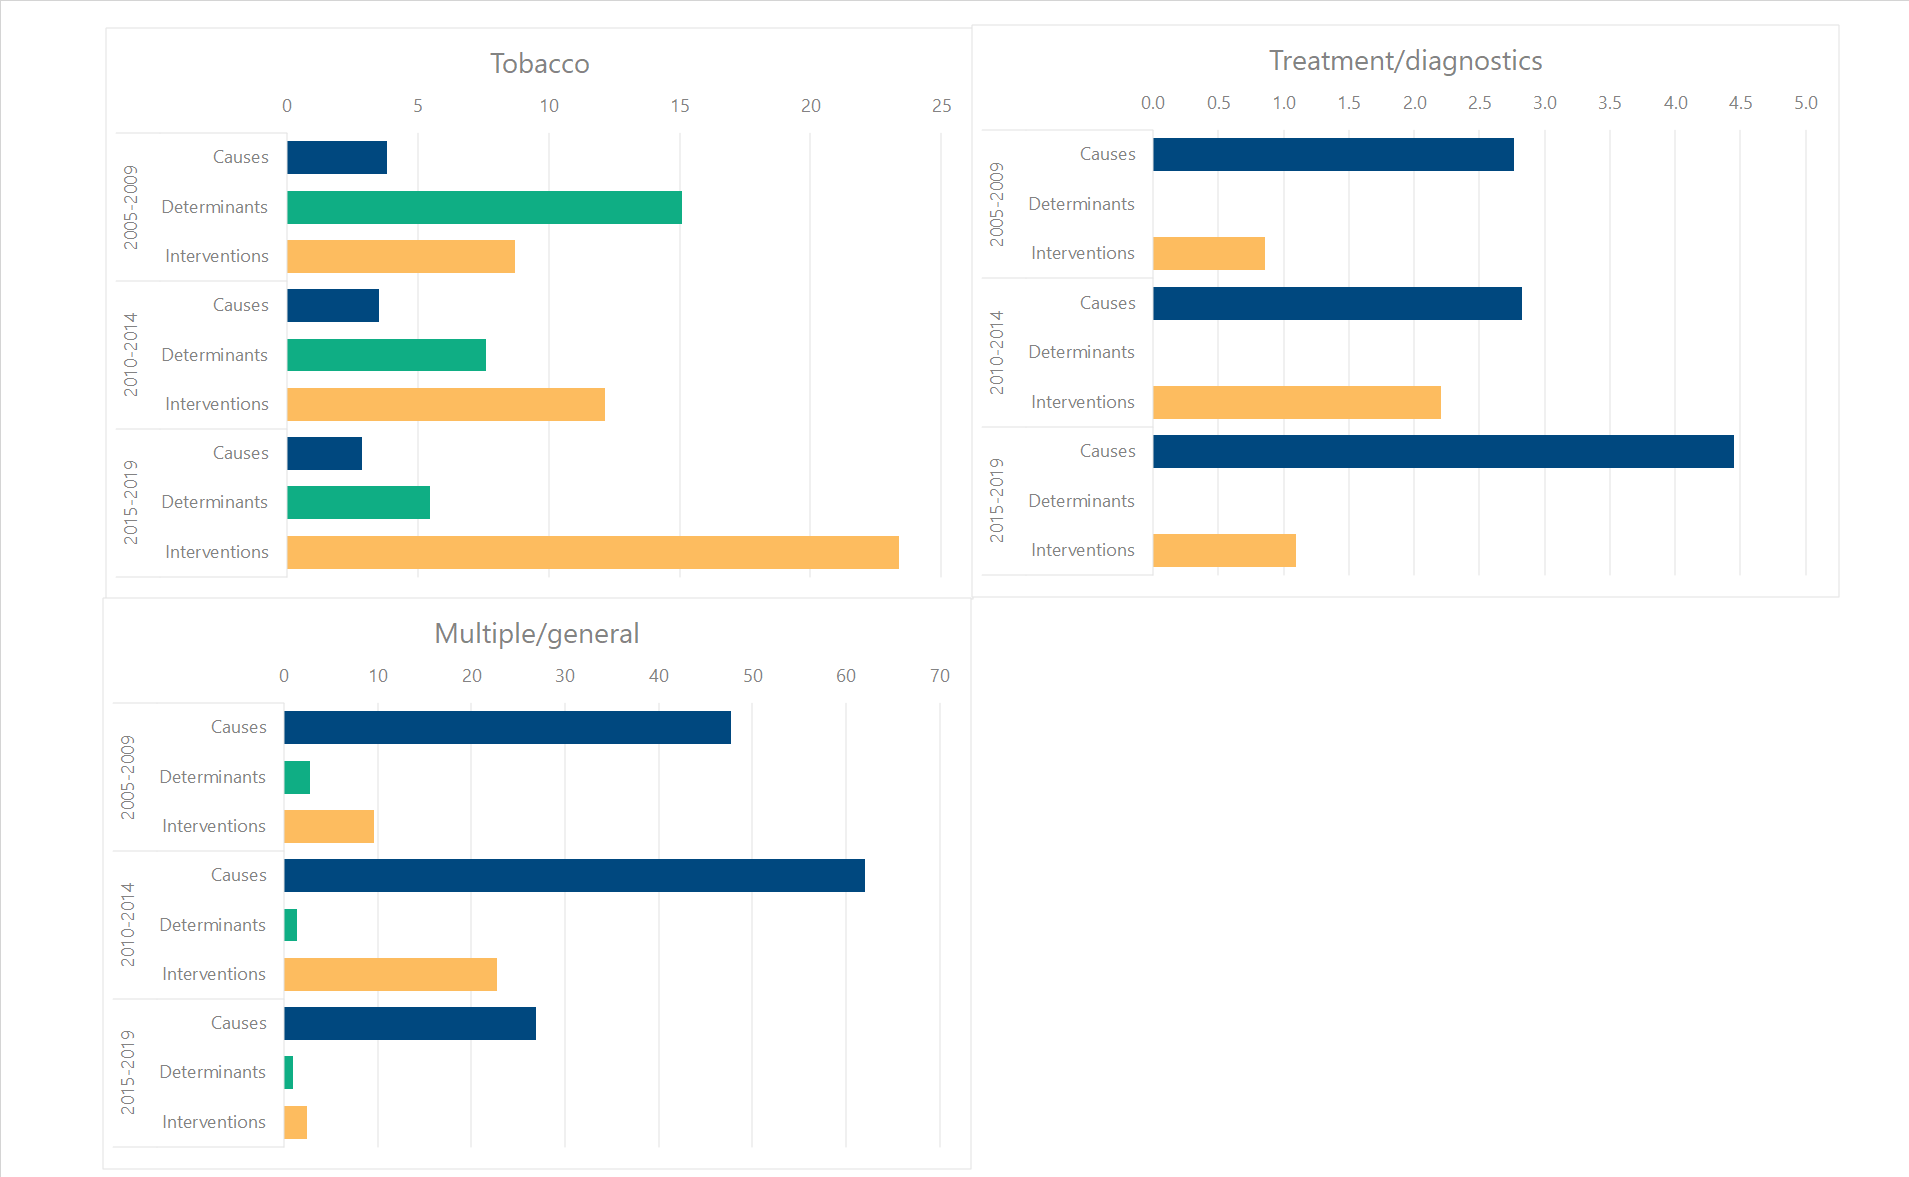 Tobacco
0 5 10 15 20 25
2005-2009
Causes
Determinants
Interventions
2010-2014
Causes
Determinants
Interventions
2015-2019
Causes
Determinants
Interventions
Treatment/diagnostics
0.0 0.5 1.0 1.5 2.0 2.5 3.0 3.5 4.0 4.5 5.0
2005-2009
Causes
Determinants
Interventions
2010-2014
Causes
Determinants
Interventions
2015-2019
Causes
Determinants
Interventions
Multiple/general
0 10 20 30 40 50 60 70
2005-2009
Causes
Determinants
Interventions
2010-2014
Causes
Determinants
Interventions
2015-2019
Causes
Determinants
Interventions